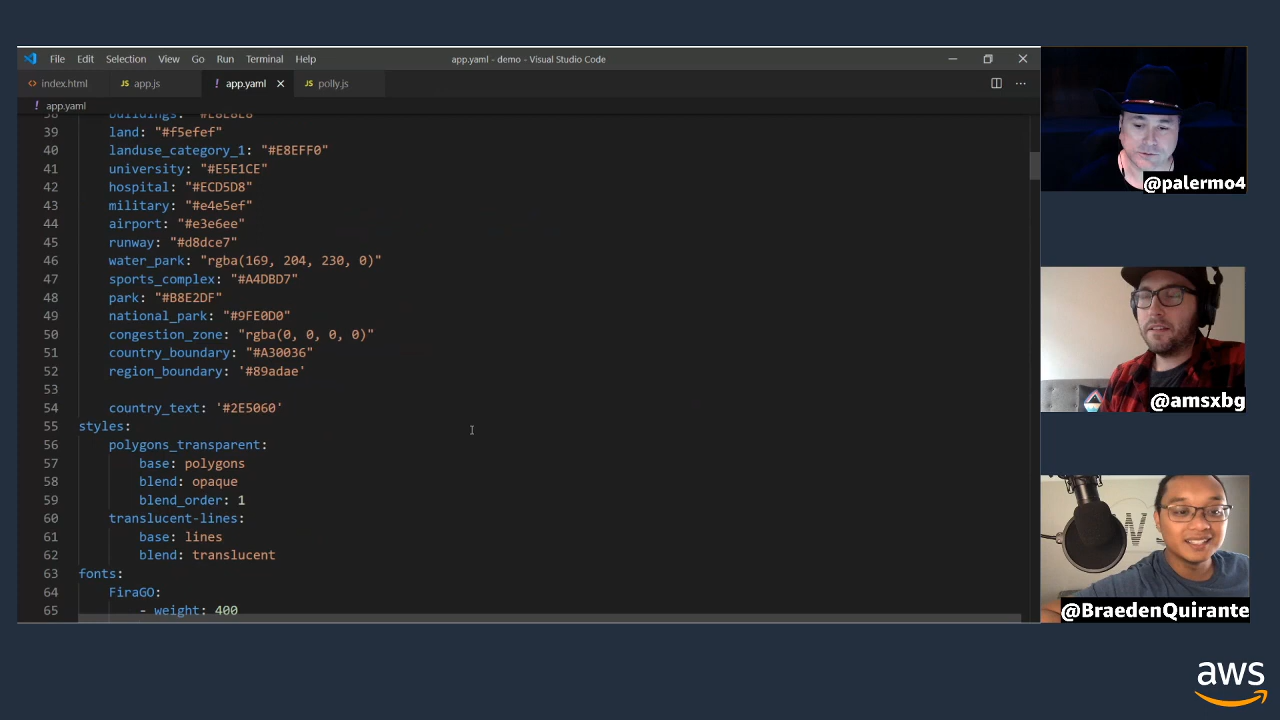 File Edit Selection View Go Run Terminal Help
app.yaml - demo - Visual Studio Code
index.html
JS app.js
! app.yaml
JS polly.js
! app.yaml
38 buildings: "#E8E8E8"
39 land: "#f5efef"
40 landuse_category_1: "#E8EFF0"
41 university: "#E5E1CE"
42 hospital: "#ECD5D8"
43 military: "#e4e5ef"
44 airport: "#e3e6ee"
45 runway: "#d8dce7"
46 water_park: "rgba(169, 204, 230, 0)"
47 sports_complex: "#A4DBD7"
48 park: "#B8E2DF"
49 national_park: "#9FE0D0"
50 congestion_zone: "rgba(0, 0, 0, 0)"
51 country_boundary: "#A30036"
52 region_boundary: '#89adae'
53
54 country_text: '#2E5060'
55 styles:
56 polygons_transparent:
57 base: polygons
58 blend: opaque
59 blend_order: 1
60 translucent-lines:
61 base: lines
62 blend: translucent
63 fonts:
64 FiraGO:
65 - weight: 400
@palermo4
@amsxbg
@BraedenQuirante
aws